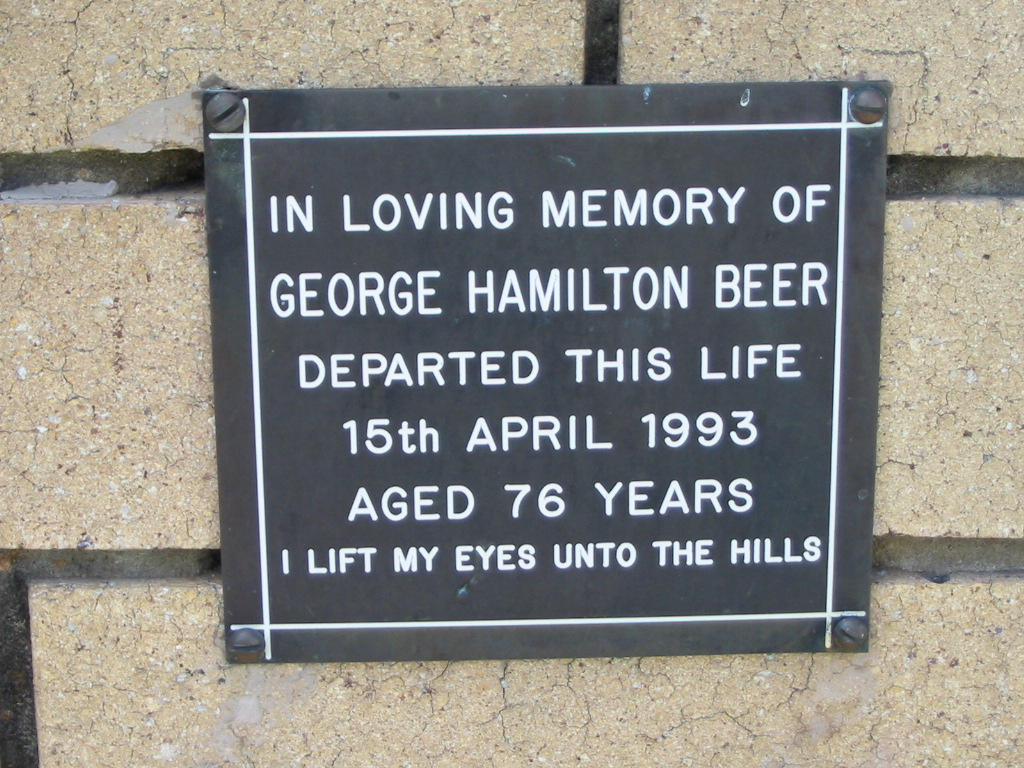 IN LOVING MEMORY OF
GEORGE HAMILTON BEER
DEPARTED THIS LIFE
15th APRIL 1993
AGED 76 YEARS
I LIFT MY EYES UNTO THE HILLS